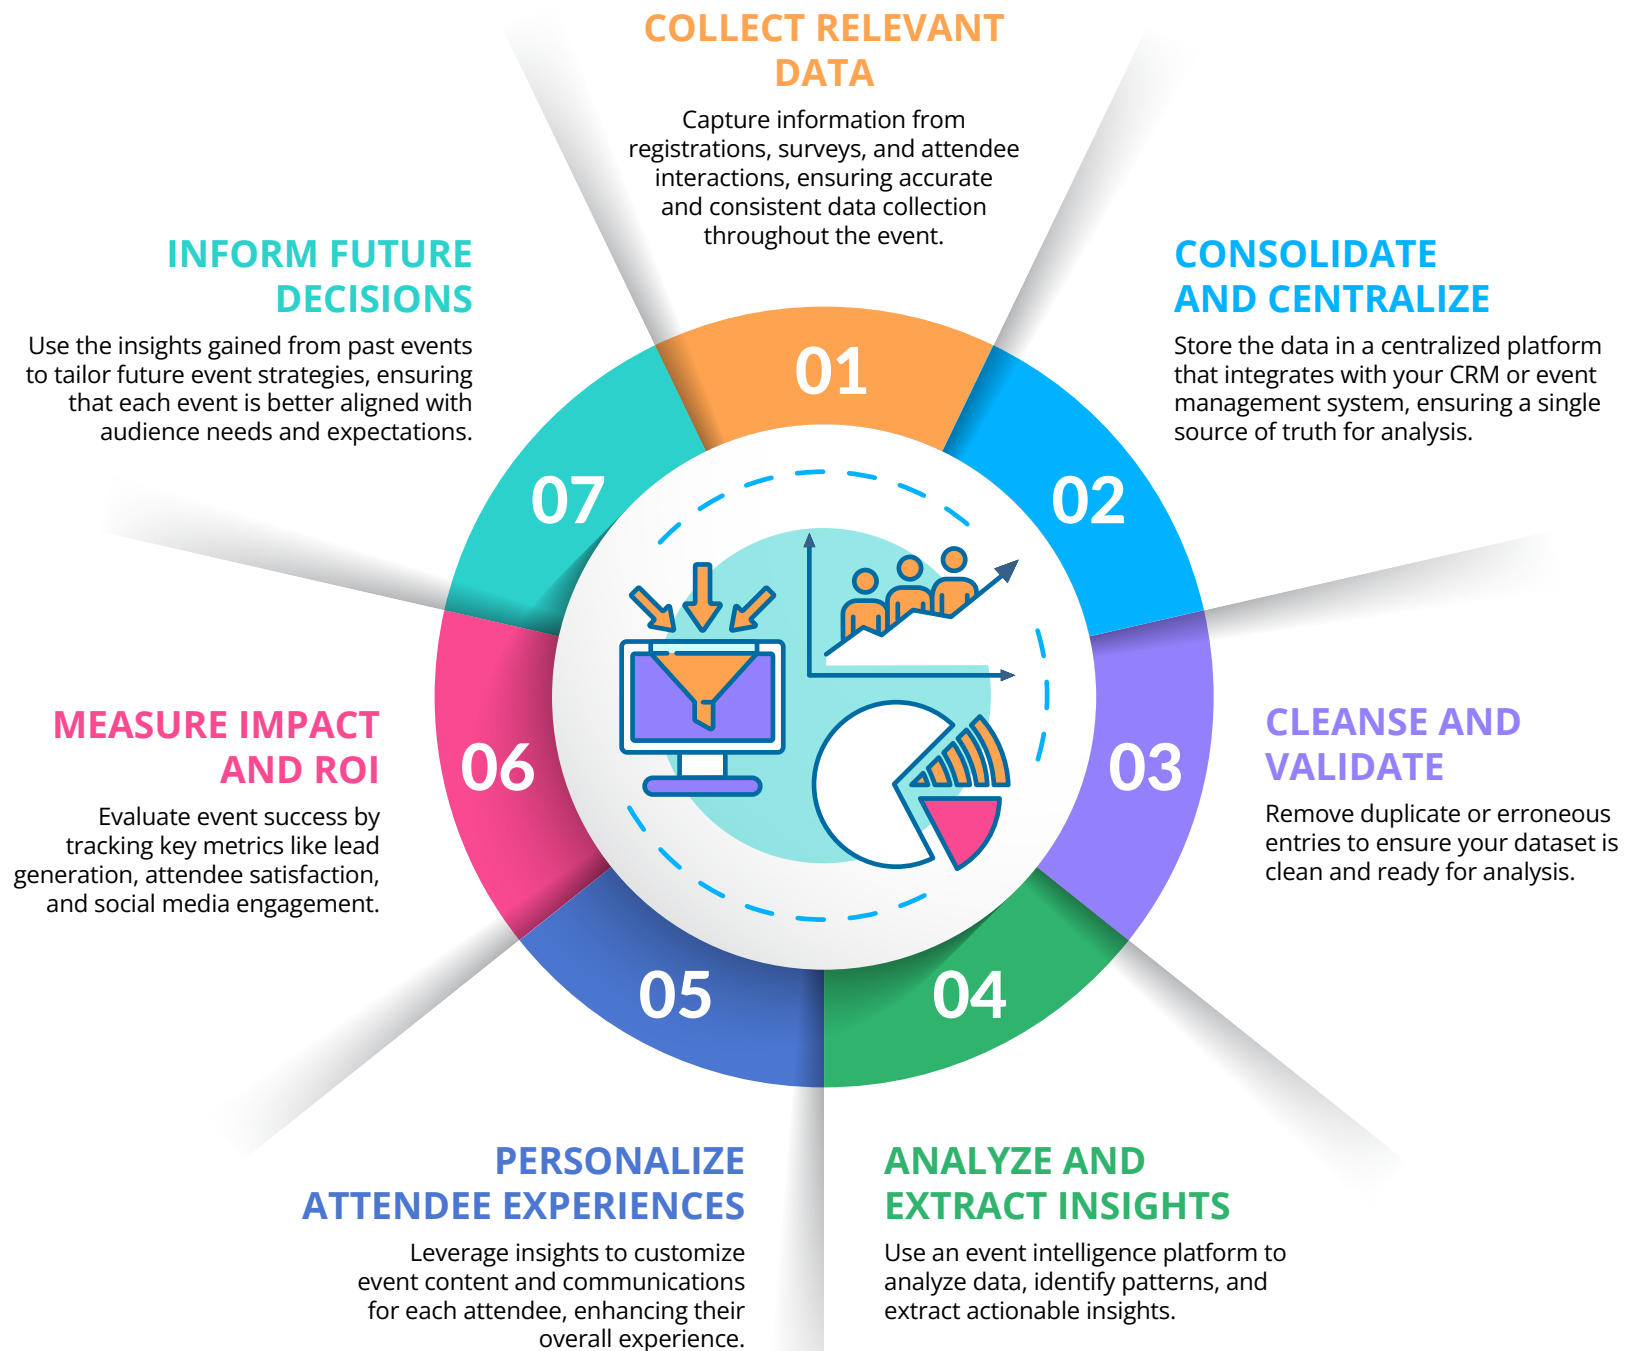 COLLECT RELEVANT
DATA
Capture information from
registrations, surveys, and attendee
interactions, ensuring accurate
and consistent data collection
throughout the event.
01
CONSOLIDATE
AND CENTRALIZE
Store the data in a centralized platform
that integrates with your CRM or event
management system, ensuring a single
source of truth for analysis.
02
CLEANSE AND
VALIDATE
Remove duplicate or erroneous
entries to ensure your dataset is
clean and ready for analysis.
03
ANALYZE AND
EXTRACT INSIGHTS
Use an event intelligence platform to
analyze data, identify patterns, and
extract actionable insights.
04
PERSONALIZE
ATTENDEE EXPERIENCES
Leverage insights to customize
event content and communications
for each attendee, enhancing their
overall experience.
05
MEASURE IMPACT
AND ROI
Evaluate event success by
tracking key metrics like lead
generation, attendee satisfaction,
and social media engagement.
06
INFORM FUTURE
DECISIONS
Use the insights gained from past events
to tailor future event strategies, ensuring
that each event is better aligned with
audience needs and expectations.
07